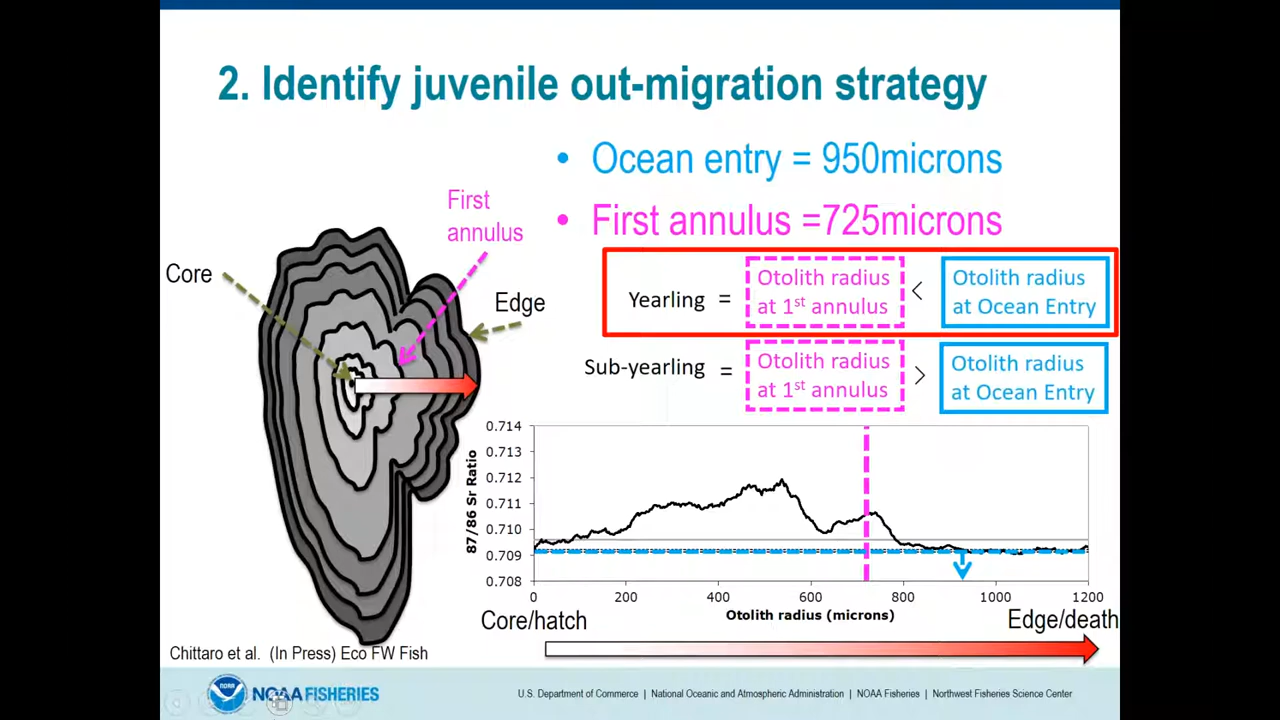 2. Identify juvenile out-migration strategy
• Ocean entry = 950microns
• First annulus =725microns
First
annulus
Core
Edge
Yearling = Otolith radius at 1st annulus < Otolith radius at Ocean Entry
Sub-yearling = Otolith radius at 1st annulus > Otolith radius at Ocean Entry
87/86 Sr Ratio
0.714
0.713
0.712
0.711
0.710
0.709
0.708
0 200 400 600 800 1000 1200
Otolith radius (microns)
Core/hatch
Edge/death
Chittaro et al. (In Press) Eco FW Fish
NOAA
NOAA FISHERIES
U.S. Department of Commerce | National Oceanic and Atmospheric Administration | NOAA Fisheries | Northwest Fisheries Science Center